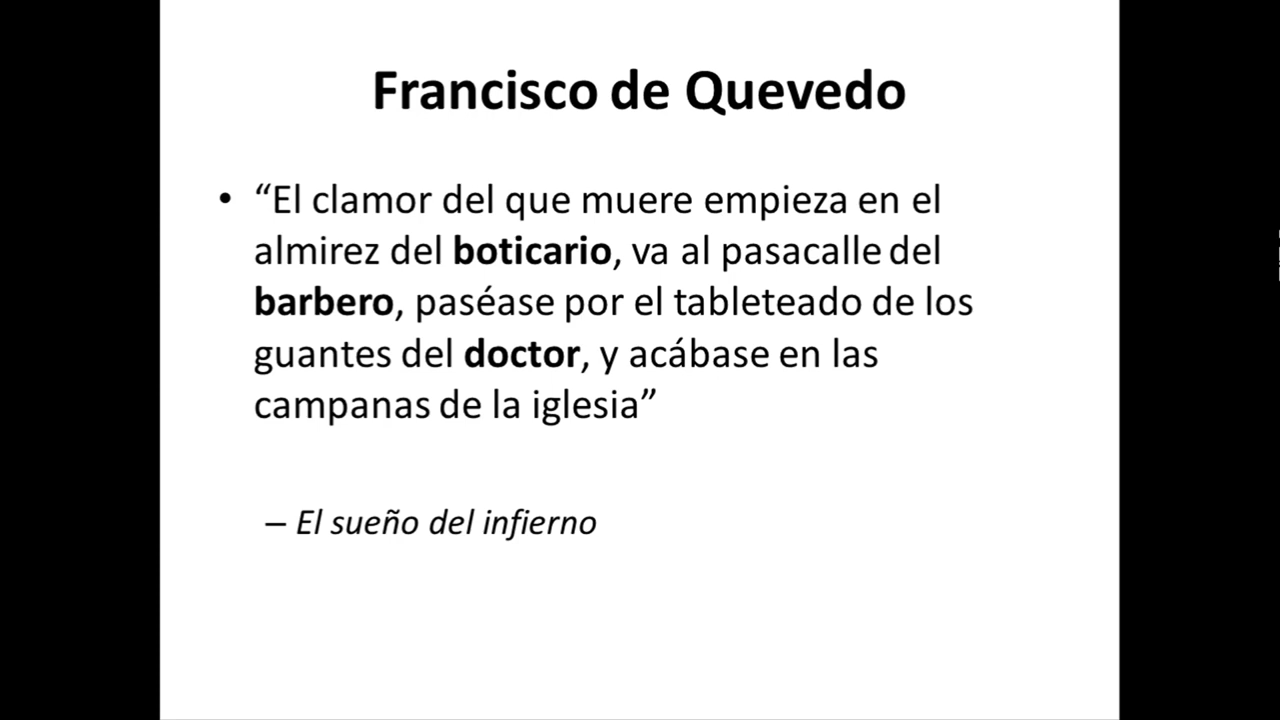 Francisco de Quevedo
• “El clamor del que muere empieza en el
almirez del boticario, va al pasacalle del
barbero, paséase por el tableteado de los
guantes del doctor, y acábase en las
campanas de la iglesia”
– El sueño del infierno